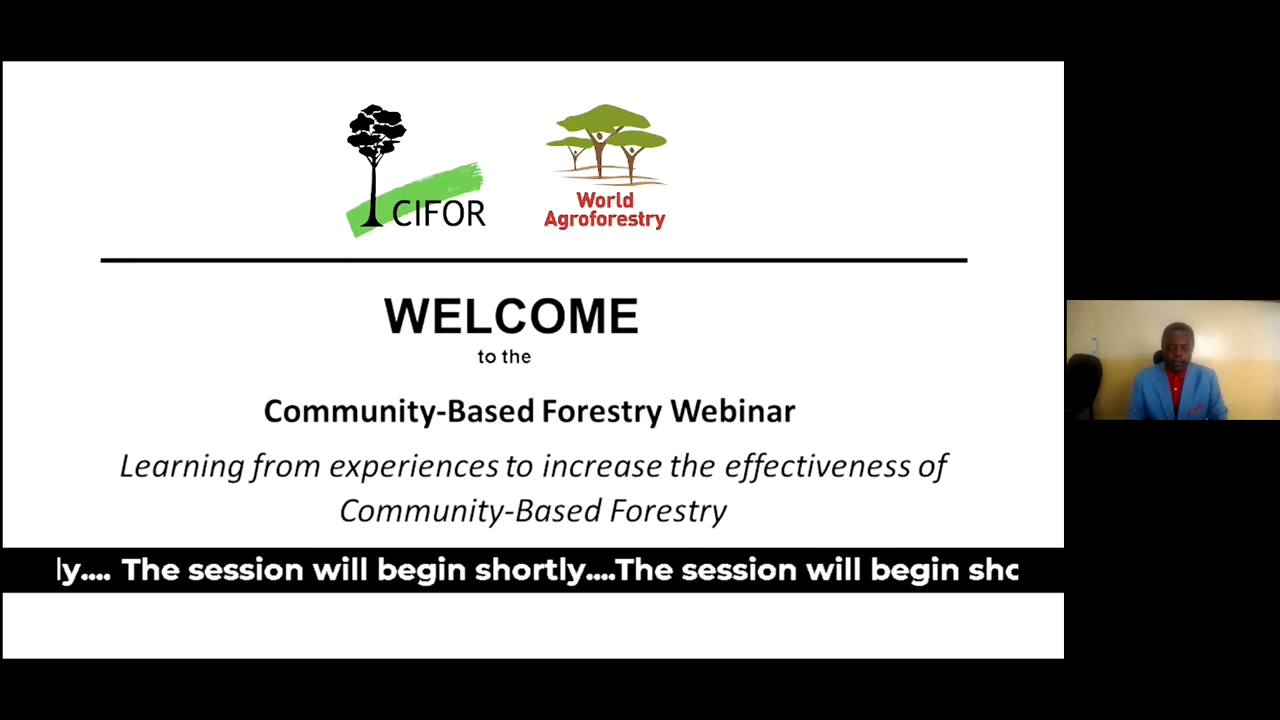 CIFOR
World
Agroforestry
WELCOME
to the
Community-Based Forestry Webinar
Learning from experiences to increase the effectiveness of
Community-Based Forestry
ly.... The session will begin shortly....The session will begin sho